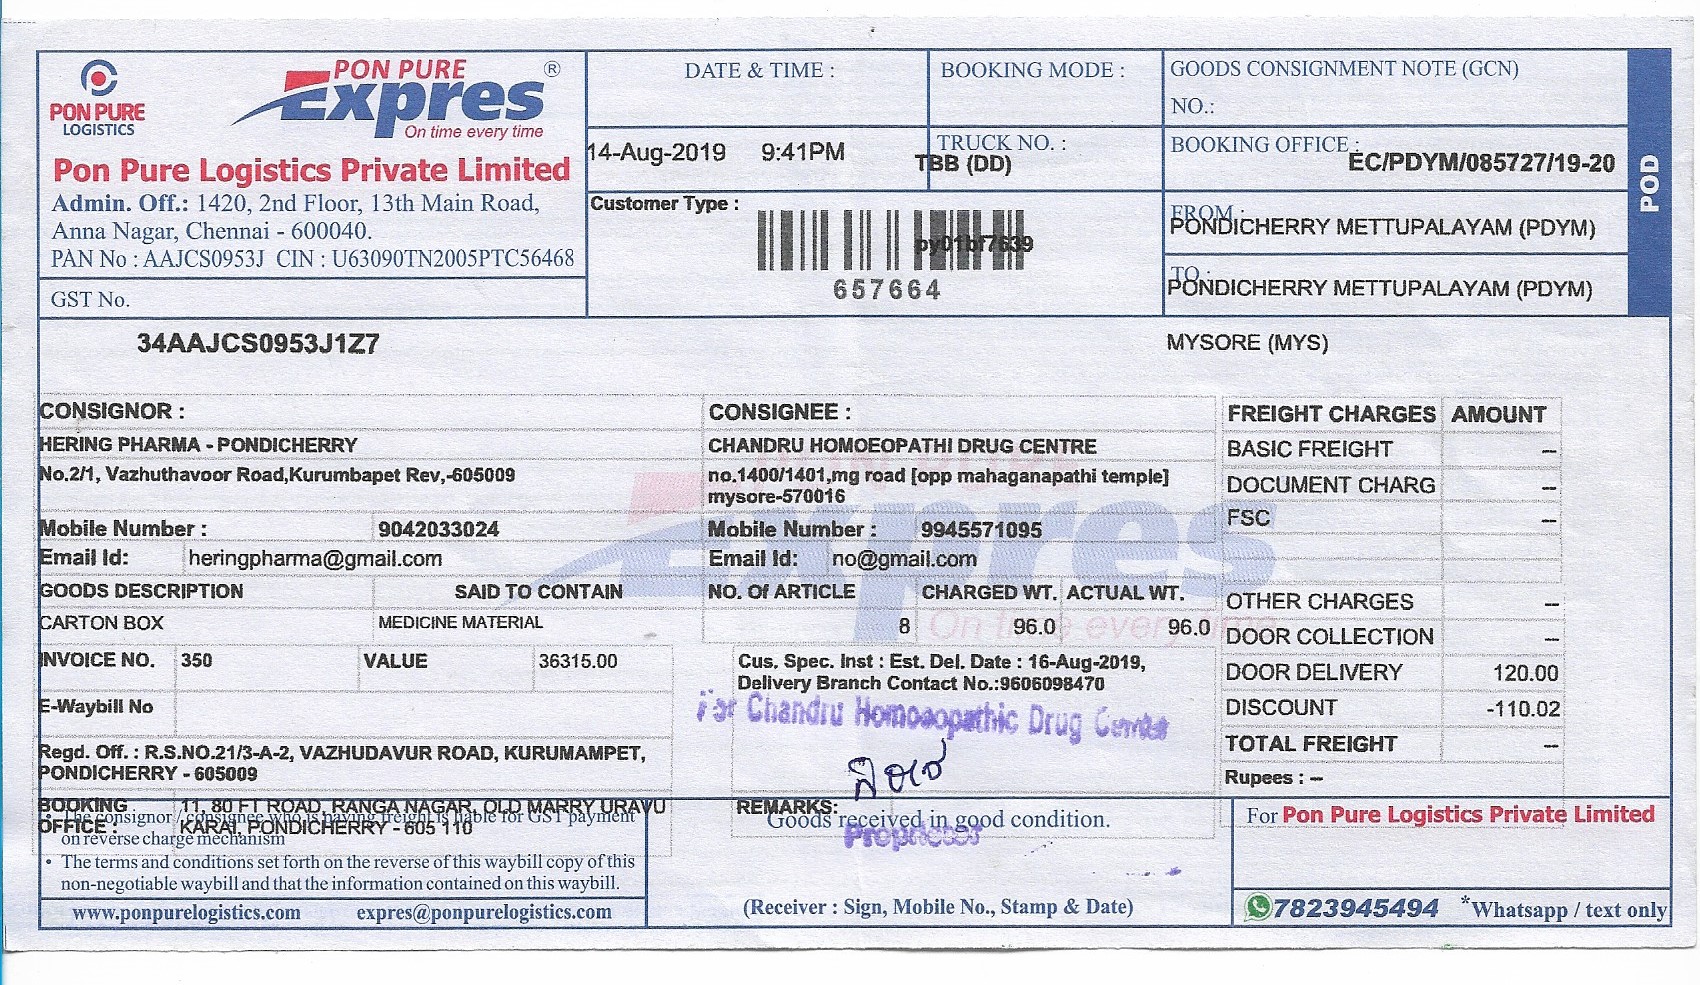 PON PURE
LOGISTICS
PON PURE
Expres®
On time every time
Pon Pure Logistics Private Limited
Admin. Off.: 1420, 2nd Floor, 13th Main Road,
Anna Nagar, Chennai - 600040.
PAN No : AAJCS0953J CIN : U63090TN2005PTC56468
GST No.
34AAJCS0953J1Z7
DATE & TIME :
14-Aug-2019 9:41PM
BOOKING MODE :
TRUCK NO. :
TBB (DD)
Customer Type :
py01bf7639
657664
GOODS CONSIGNMENT NOTE (GCN)
NO.:
BOOKING OFFICE :
EC/PDYM/085727/19-20
FROM :
PONDICHERRY METTUPALAYAM (PDYM)
TO :
PONDICHERRY METTUPALAYAM (PDYM)
MYSORE (MYS)
POD
CONSIGNOR :
HERING PHARMA - PONDICHERRY
No.2/1, Vazhuthavoor Road,Kurumbapet Rev,-605009
Mobile Number : 9042033024
Email Id: heringpharma@gmail.com
CONSIGNEE :
CHANDRU HOMOEOPATHI DRUG CENTRE
no.1400/1401,mg road [opp mahaganapathi temple]
mysore-570016
Mobile Number : 9945571095
Email Id: no@gmail.com
GOODS DESCRIPTION SAID TO CONTAIN NO. Of ARTICLE CHARGED WT. ACTUAL WT.
CARTON BOX MEDICINE MATERIAL 8 96.0 96.0
INVOICE NO. 350 VALUE 36315.00
E-Waybill No
Regd. Off. : R.S.NO.21/3-A-2, VAZHUDAVUR ROAD, KURUMAMPET,
PONDICHERRY - 605009
BOOKING OFFICE :
11, 80 FT ROAD, RANGA NAGAR, OLD MARRY URAVU
KARAI, PONDICHERRY - 605 110
Cus. Spec. Inst : Est. Del. Date : 16-Aug-2019,
Delivery Branch Contact No.:9606098470
For Chandru Homoeopathic Drug Center
Proprietor
REMARKS:
Goods received in good condition.
(Receiver : Sign, Mobile No., Stamp & Date)
FREIGHT CHARGES AMOUNT
BASIC FREIGHT --
DOCUMENT CHARG --
FSC --
OTHER CHARGES --
DOOR COLLECTION --
DOOR DELIVERY 120.00
DISCOUNT -110.02
TOTAL FREIGHT --
Rupees : --
• The consignor / consignee who is paying freight is liable for GST payment
on reverse charge mechanism
• The terms and conditions set forth on the reverse of this waybill copy of this
non-negotiable waybill and that the information contained on this waybill.
www.ponpurelogistics.com expres@ponpurelogistics.com
For Pon Pure Logistics Private Limited
7823945494 *Whatsapp / text only